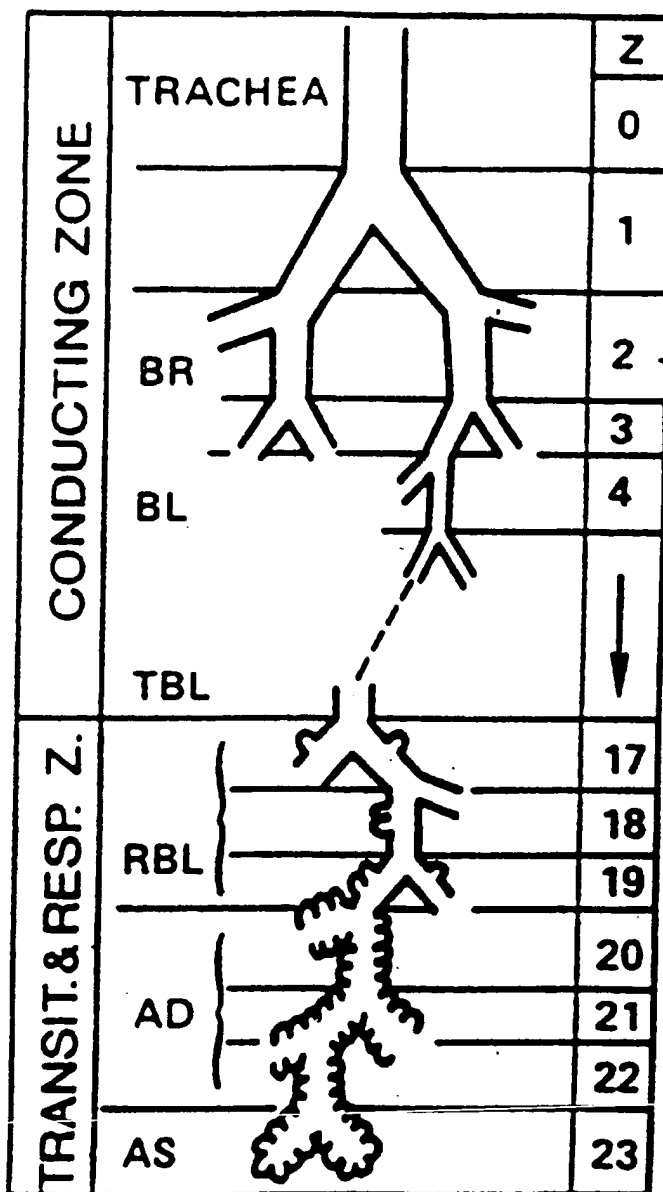 CONDUCTING ZONE
Z
TRACHEA
0
1
BR
2
3
BL
4
TBL
TRANSIT.& RESP. Z.
17
18
RBL
19
20
AD
21
22
AS
23